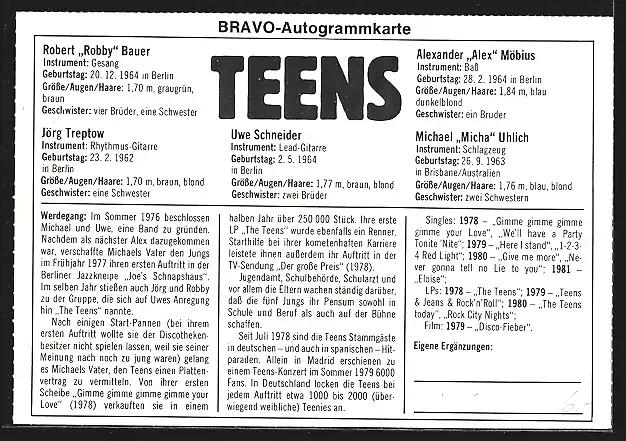 BRAVO-Autogrammkarte
Robert „Robby" Bauer
Instrument: Gesang
Geburtstag: 20. 12. 1964 in Berlin
Größe/Augen/Haare: 1,70 m, graugrün,
braun
Geschwister: vier Brüder, eine Schwester
TEENS
Alexander „Alex" Möbius
Instrument: Baß
Geburtstag: 28. 2. 1964 in Berlin
Größe/Augen/Haare: 1,84 m, blau
dunkelblond
Geschwister: ein Bruder
Jörg Treptow
Instrument: Rhythmus-Gitarre
Geburtstag: 23. 2. 1962
in Berlin
Größe/Augen/Haare: 1,70 m, braun, blond
Geschwister: eine Schwester
Uwe Schneider
Instrument: Lead-Gitarre
Geburtstag: 2. 5. 1964
in Berlin
Größe/Augen/Haare: 1,77 m, braun, blond
Geschwister: zwei Brüder
Michael „Micha" Uhlich
Instrument: Schlagzeug
Geburtstag: 26. 9. 1963
in Brisbane/Australien
Größe/Augen/Haare: 1,76 m, blau, blond
Geschwister: zwei Schwestern
Werdegang: Im Sommer 1976 beschlossen
Michael und Uwe, eine Band zu gründen.
Nachdem als nächster Alex dazugekommen
war, verschaffte Michaels Vater den Jungs
im Frühjahr 1977 ihren ersten Auftritt in der
Berliner Jazzkneipe „Joe's Schnapshaus".
Im selben Jahr stießen auch Jörg und Robby
zu der Gruppe, die sich auf Uwes Anregung
hin „The Teens" nannte.
Nach einigen Start-Pannen (bei ihrem
ersten Auftritt wollte sie der Discotheken-
besitzer nicht spielen lassen, weil sie seiner
Meinung nach noch zu jung waren) gelang
es Michaels Vater, den Teens einen Platten-
vertrag zu vermitteln. Von ihrer ersten
Scheibe „Gimme gimme gimme gimme your
Love" (1978) verkauften sie in einem
halben Jahr über 250 000 Stück. Ihre erste
LP „The Teens" wurde ebenfalls ein Renner.
Starthilfe bei ihrer kometenhaften Karriere
leistete ihnen außerdem ihr Auftritt in der
TV-Sendung „Der große Preis" (1978).
Jugendamt, Schulbehörde, Schularzt und
vor allem die Eltern wachen ständig darüber,
daß die fünf Jungs ihr Pensum sowohl in
Schule und Beruf als auch auf der Bühne
schaffen.
Seit Juli 1978 sind die Teens Stammgäste
in deutschen – und auch in spanischen – Hit-
paraden. Allein in Madrid erschienen zu
einem Teens-Konzert im Sommer 1979 6000
Fans. In Deutschland locken die Teens bei
jedem Auftritt etwa 1000 bis 2000 (über-
wiegend weibliche) Teenies an.
Singles: 1978 – „Gimme gimme gimme
gimme your Love", „We'll have a Party
Tonite 'Nite"; 1979 – „Here I stand", „1-2-3-
4 Red Light"; 1980 – „Give me more", „Ne-
ver gonna tell no Lie to you"; 1981 –
„Eloise";
LPs: 1978 – „The Teens"; 1979 – „Teens
& Jeans & Rock'n'Roll"; 1980 – „The Teens
today", „Rock City Nights";
Film: 1979 – „Disco-Fieber".
Eigene Ergänzungen:
6,-